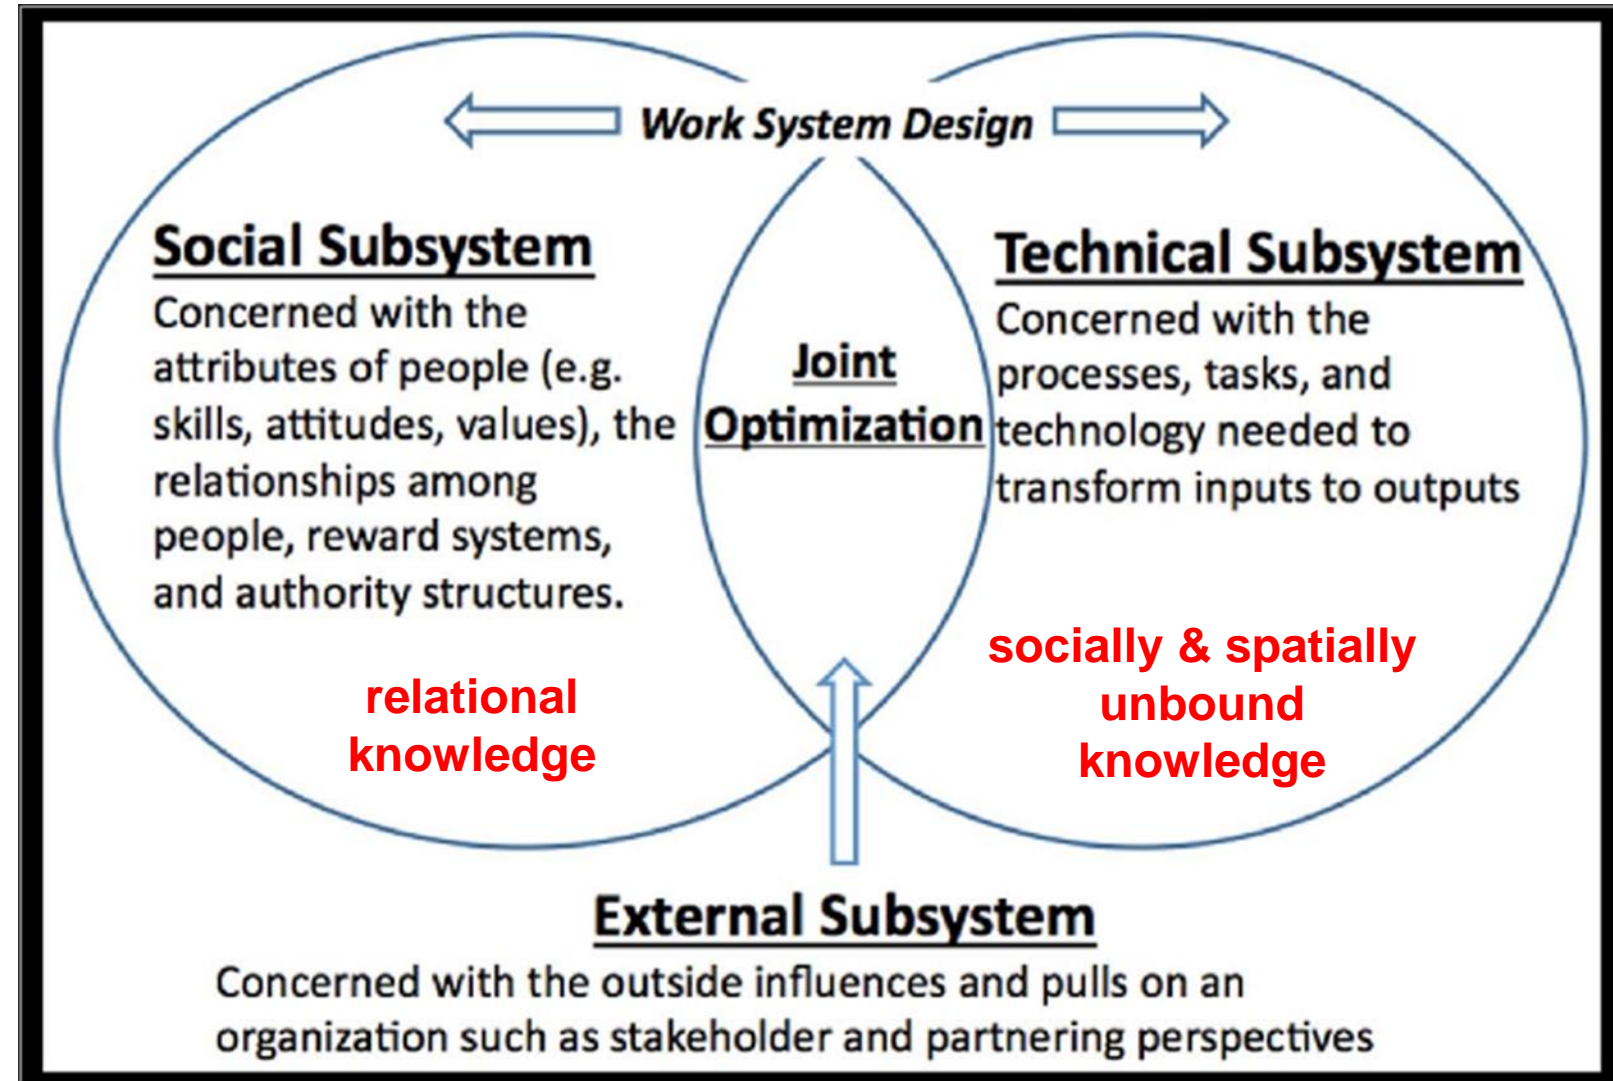 Work System Design
Social Subsystem
Concerned with the
attributes of people (e.g.
skills, attitudes, values), the
relationships among
people, reward systems,
and authority structures.
relational
knowledge
Joint
Optimization
Technical Subsystem
Concerned with the
processes, tasks, and
technology needed to
transform inputs to outputs
socially & spatially
unbound
knowledge
External Subsystem
Concerned with the outside influences and pulls on an
organization such as stakeholder and partnering perspectives